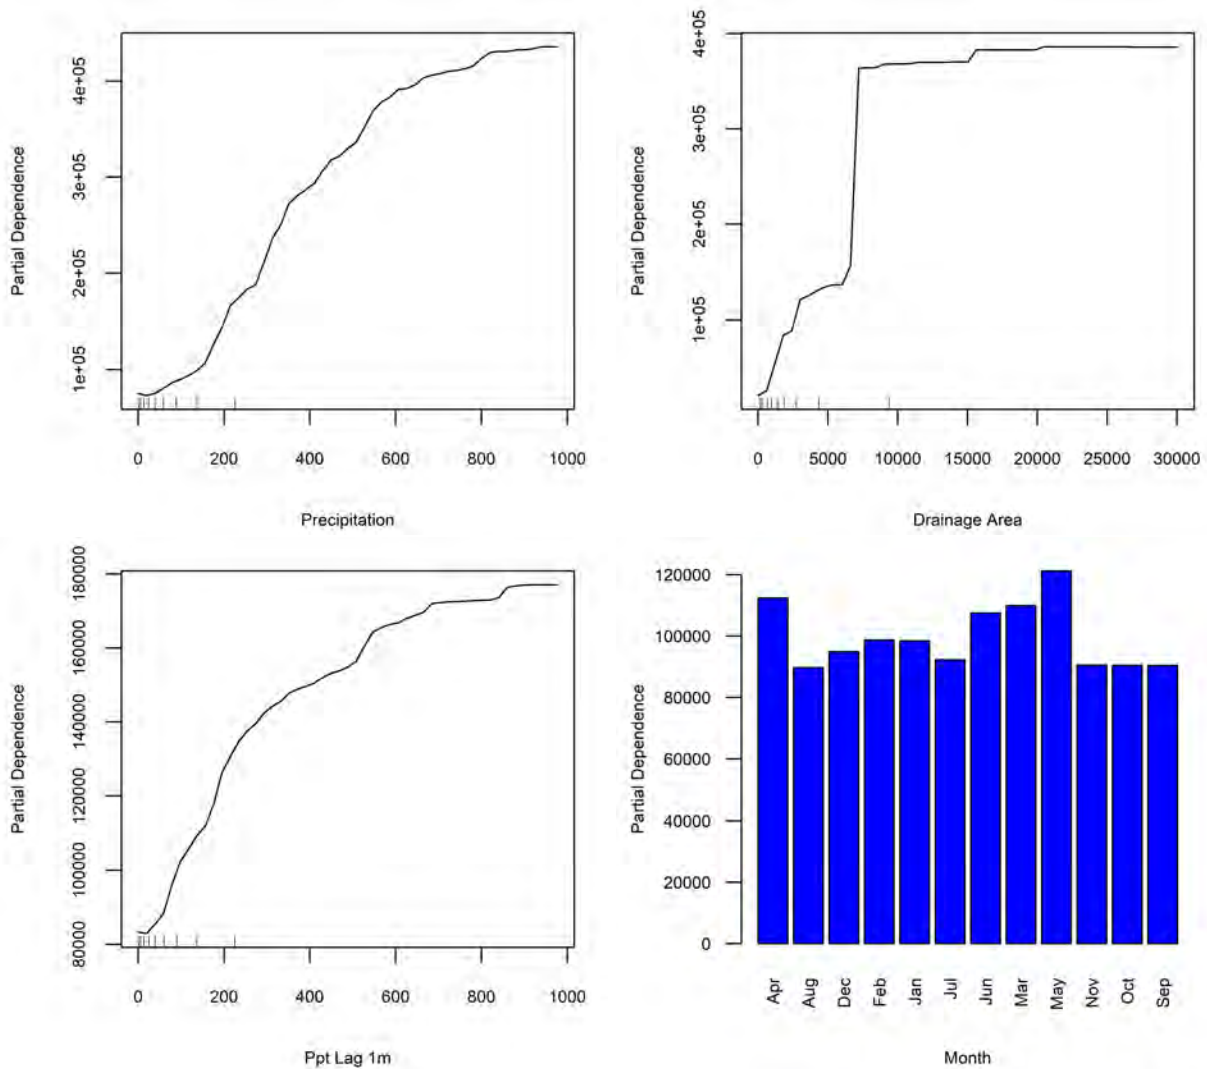 Partial Dependence
4e+05
3e+05
2e+05
1e+05
0 200 400 600 800 1000
Precipitation
Partial Dependence
4e+05
3e+05
2e+05
1e+05
0 5000 10000 15000 20000 25000 30000
Drainage Area
Partial Dependence
180000
160000
140000
120000
100000
80000
0 200 400 600 800 1000
Ppt Lag 1m
Partial Dependence
120000
100000
80000
60000
40000
20000
0
Apr Aug Dec Feb Jan Jul Jun Mar May Nov Oct Sep
Month